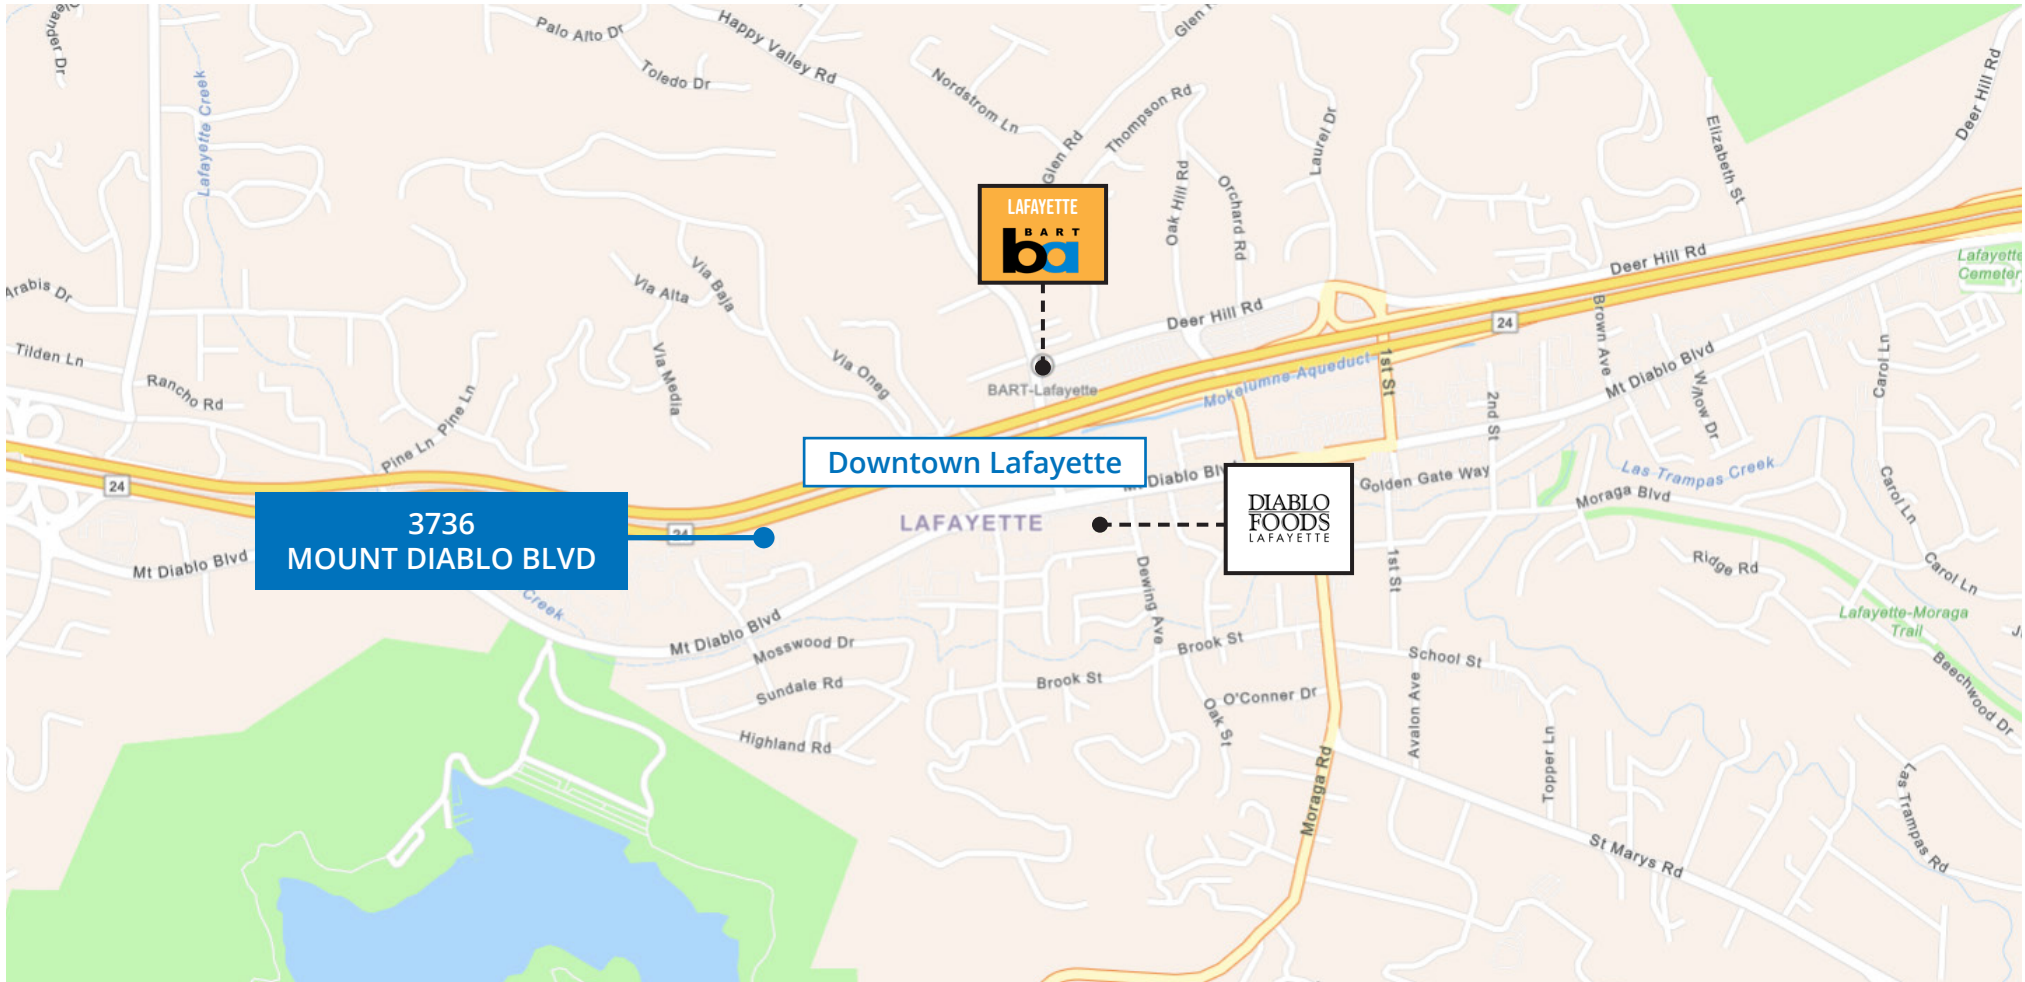 Palo Alto Dr
Happy Valley Rd
Toledo Dr
Nordstrom Ln
Thompson Rd
Glen Rd
Laurel Dr
Elizabeth St
Deer Hill Rd
Lafayette Creek
Oak Hill Rd
Orchard Rd
LAFAYETTE
BART
ba
Deer Hill Rd
Lafayette
Arabis Dr
Via Alta
Via Baja
Deer Hill Rd
24
Brown Ave
Tilden Ln
Rancho Rd
Pine Ln
Pine Ln
Via Media
Via Oneg
BART-Lafayette
Mokelumne Aqueduct
1st St
2nd St
Mt Diablo Blvd
Carol Ln
24
Downtown Lafayette
Diablo
Golden Gate Way
Las Trampas Creek
Moraga Blvd
Carol Ln
3736
MOUNT DIABLO BLVD
24
LAFAYETTE
DIABLO
FOODS
LAFAYETTE
Mt Diablo Blvd
Creek
Dewing Ave
1st St
Ridge Rd
Carol Ln
Lafayette-Moraga
Trail
Mt Diablo Blvd
Mosswood Dr
Sundale Rd
Highland Rd
Brook St
Brook St
O'Conner Dr
Oak St
School St
Avalon Ave
Topper Ln
Beechwood Dr
Moraga Rd
St Marys Rd
Las Trampas Rd